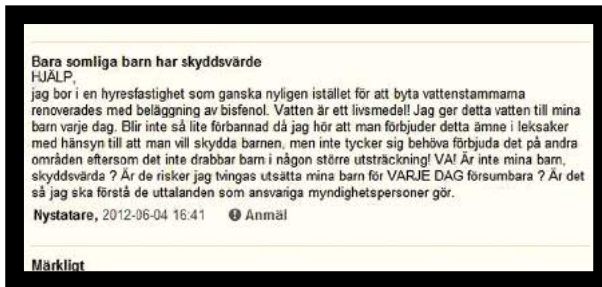 Bara somliga barn har skyddsvärde
HJÄLP,
jag bor i en hyresfastighet som ganska nyligen istället för att byta vattenstammarna
renoverades med beläggning av bisfenol. Vatten är ett livsmedel! Jag ger detta vatten till mina
barn varje dag. Blir inte så lite förbannad då jag hör att man förbjuder detta ämne i leksaker
med hänsyn till att man vill skydda barnen, men inte tycker sig behöva förbjuda det på andra
områden eftersom det inte drabbar barn i någon större utsträckning! VA! Är inte mina barn,
skyddsvärda ? Är de risker jag tvingas utsätta mina barn för VARJE DAG försumbara ? Är det
så jag ska förstå de uttalanden som ansvariga myndighetspersoner gör.
Nystatare, 2012-06-04 16:41 Anmäl
Märkligt